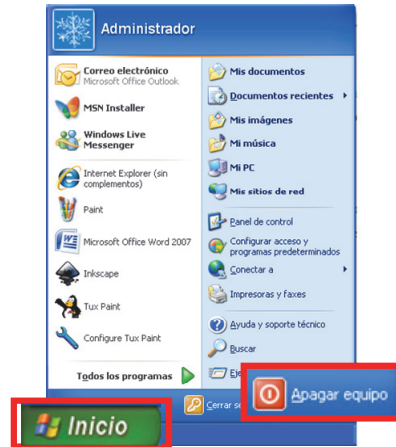 Administrador
Correo electrónico
Microsoft Office Outlook
MSN Installer
Windows Live
Messenger
Internet Explorer (sin
complementos)
Paint
Microsoft Office Word 2007
Inkscape
Tux Paint
Configure Tux Paint
Todos los programas
Mis documentos
Documentos recientes
Mis imágenes
Mi música
Mi PC
Mis sitios de red
Panel de control
Configurar acceso y
programas predeterminados
Conectar a
Impresoras y faxes
Ayuda y soporte técnico
Buscar
Cerrar
Apagar equipo
Inicio